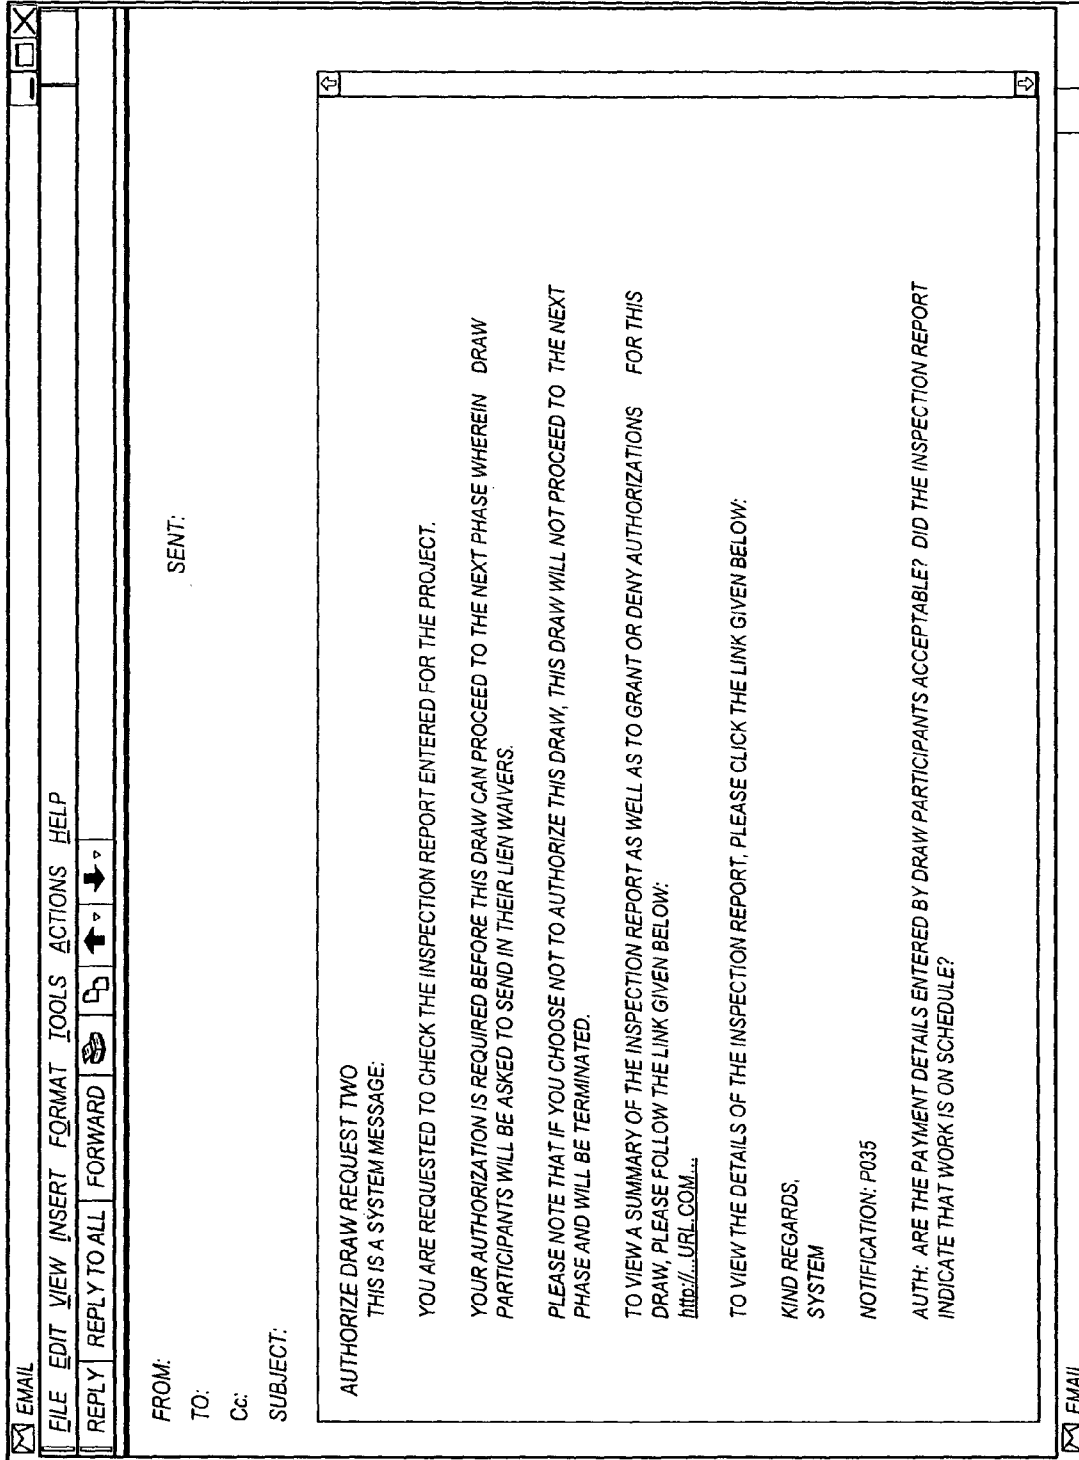 EMAIL
FILE EDIT VIEW INSERT FORMAT TOOLS ACTIONS HELP
REPLY REPLY TO ALL FORWARD
FROM:
SENT:
TO:
Cc:
SUBJECT:
AUTHORIZE DRAW REQUEST TWO
THIS IS A SYSTEM MESSAGE:
YOU ARE REQUESTED TO CHECK THE INSPECTION REPORT ENTERED FOR THE PROJECT.
YOUR AUTHORIZATION IS REQUIRED BEFORE THIS DRAW CAN PROCEED TO THE NEXT PHASE WHEREIN DRAW
PARTICIPANTS WILL BE ASKED TO SEND IN THEIR LIEN WAIVERS.
PLEASE NOTE THAT IF YOU CHOOSE NOT TO AUTHORIZE THIS DRAW, THIS DRAW WILL NOT PROCEED TO THE NEXT
PHASE AND WILL BE TERMINATED.
TO VIEW A SUMMARY OF THE INSPECTION REPORT AS WELL AS TO GRANT OR DENY AUTHORIZATIONS FOR THIS
DRAW, PLEASE FOLLOW THE LINK GIVEN BELOW:
http://...URL.COM...
TO VIEW THE DETAILS OF THE INSPECTION REPORT, PLEASE CLICK THE LINK GIVEN BELOW:
KIND REGARDS,
SYSTEM
NOTIFICATION: P035
AUTH: ARE THE PAYMENT DETAILS ENTERED BY DRAW PARTICIPANTS ACCEPTABLE? DID THE INSPECTION REPORT
INDICATE THAT WORK IS ON SCHEDULE?
EMAIL